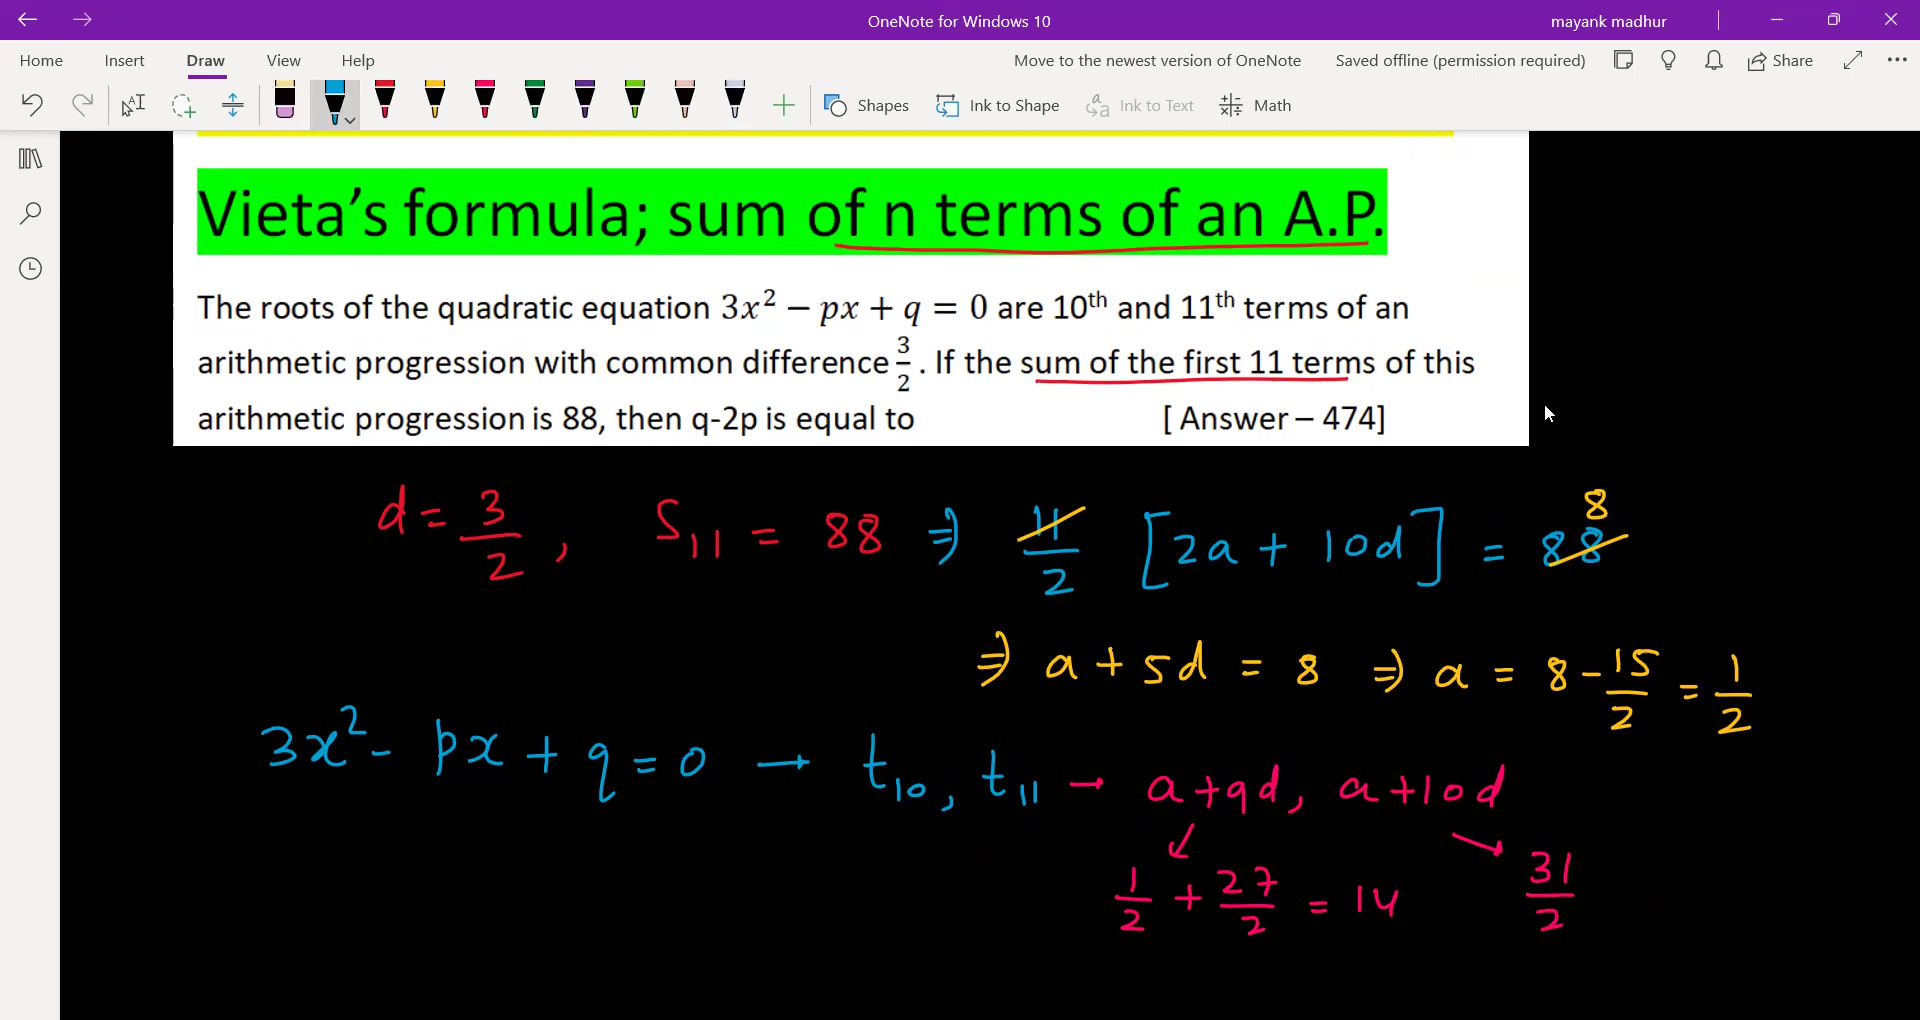 OneNote for Windows 10 mayank madhur
Home Insert Draw View Help Move to the newest version of OneNote Saved offline (permission required) Share
Shapes Ink to Shape Ink to Text Math
Vieta's formula; sum of n terms of an A.P.
The roots of the quadratic equation 3x² − px + q = 0 are 10th and 11th terms of an
arithmetic progression with common difference 3/2 . If the sum of the first 11 terms of this
arithmetic progression is 88, then q-2p is equal to [ Answer – 474]
d = 3/2 , S₁₁ = 88 ⇒ 11/2 [2a + 10d] = 88 8
⇒ a + 5d = 8 ⇒ a = 8 - 15/2 = 1/2
3x² - px + q = 0 → t₁₀, t₁₁ → a+9d, a+10d
1/2 + 27/2 = 14 31/2